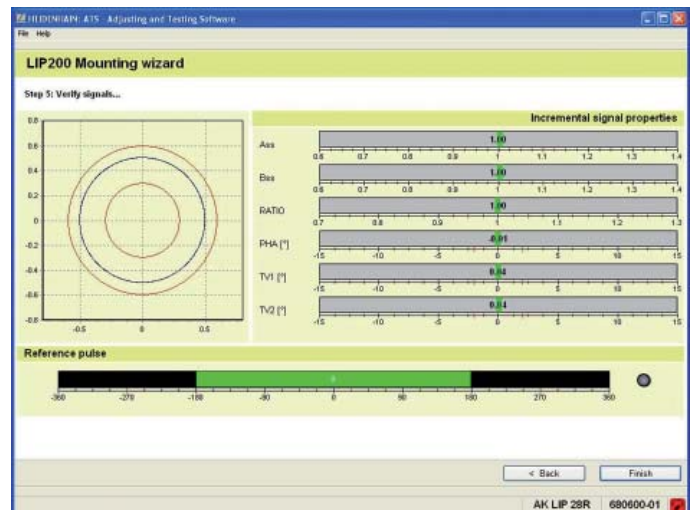 HEIDENHAIN: ATS - Adjusting and Testing Software
File Help
LIP200 Mounting wizard
Step 5: Verify signals...
Incremental signal properties
0.8
0.6
0.4
0.2
0
-0.2
-0.4
-0.6
-0.8
-0.5 0 0.5
Ass 1.00
0.6 0.7 0.8 0.9 1 1.1 1.2 1.3 1.4
Bss 1.00
0.6 0.7 0.8 0.9 1 1.1 1.2 1.3 1.4
RATIO 1.00
0.7 0.8 0.9 1 1.1 1.2 1.3
PHA [°] -0.01
-15 -10 -5 0 5 10 15
TV1 [°] 0.04
-15 -10 -5 0 5 10 15
TV2 [°] 0.04
-15 -10 -5 0 5 10 15
Reference pulse
0
-360 -270 -180 -90 0 90 180 270 360
< Back Finish
AK LIP 28R 680600-01